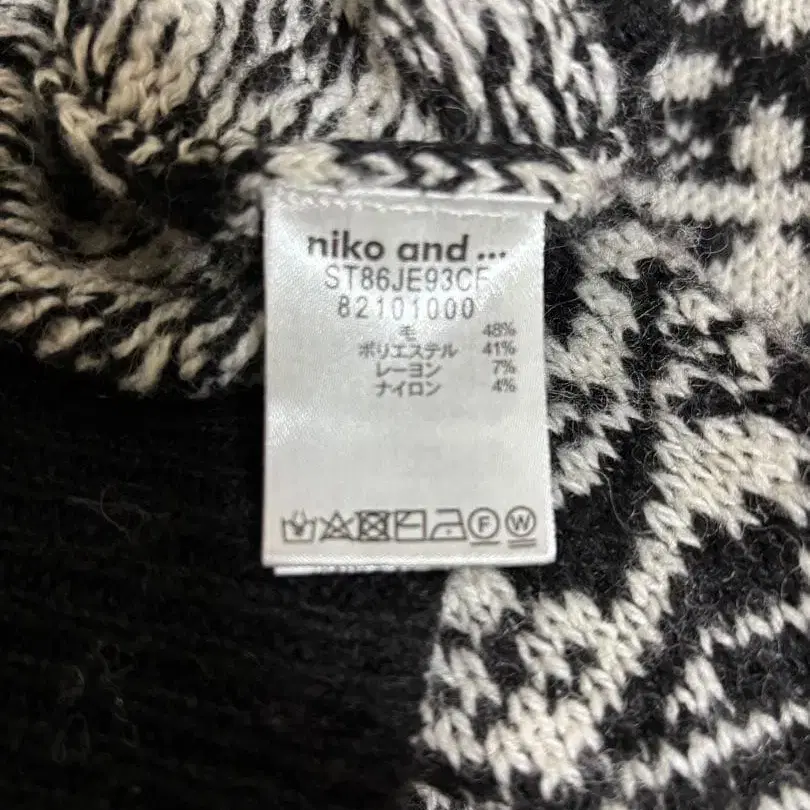 niko and ...
ST86JE93CF
82101000
毛 48%
ポリエステル 41%
レーヨン 7%
ナイロン 4%
F W